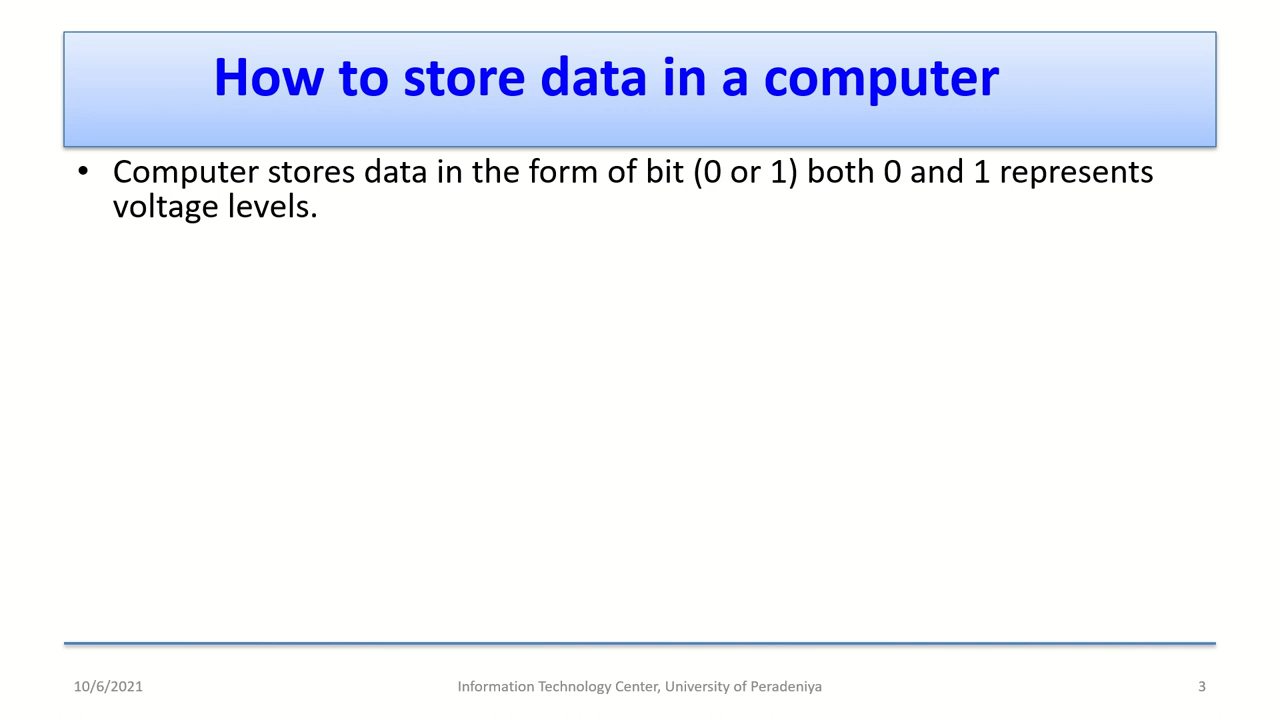 How to store data in a computer
• Computer stores data in the form of bit (0 or 1) both 0 and 1 represents
voltage levels.
10/6/2021
Information Technology Center, University of Peradeniya
3